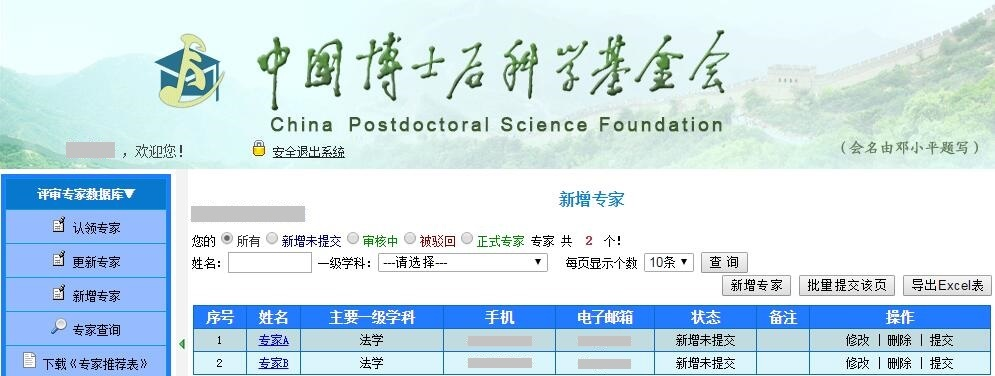 中国博士后科学基金会
China Postdoctoral Science Foundation
，欢迎您！ 安全退出系统 （会名由邓小平题写）
评审专家数据库▼
认领专家
更新专家
新增专家
专家查询
下载《专家推荐表》
新增专家
您的 所有 新增未提交 审核中 被驳回 正式专家 专家 共 2 个！
姓名： 一级学科： ---请选择--- 每页显示个数 10条 查 询
新增专家 批量提交该页 导出Excel表
序号 姓名 主要一级学科 手机 电子邮箱 状态 备注 操作
1 专家A 法学 新增未提交 修改 | 删除 | 提交
2 专家B 法学 新增未提交 修改 | 删除 | 提交